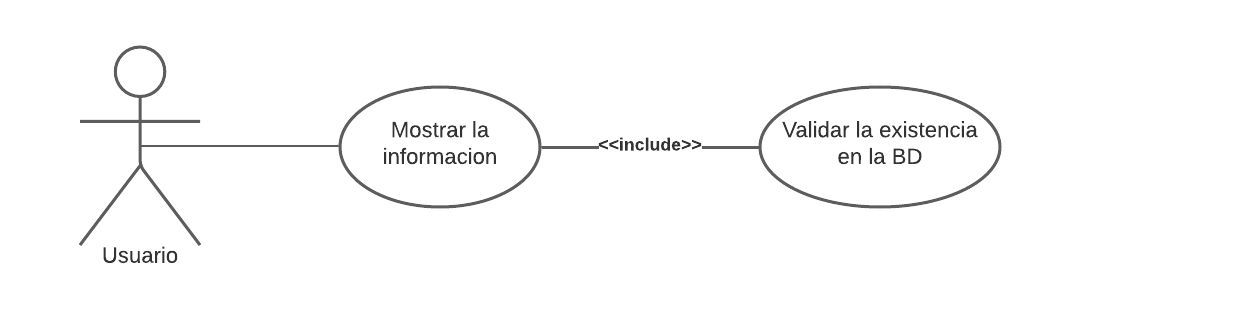 Mostrar la
informacion
<<include>>
Validar la existencia
en la BD
Usuario